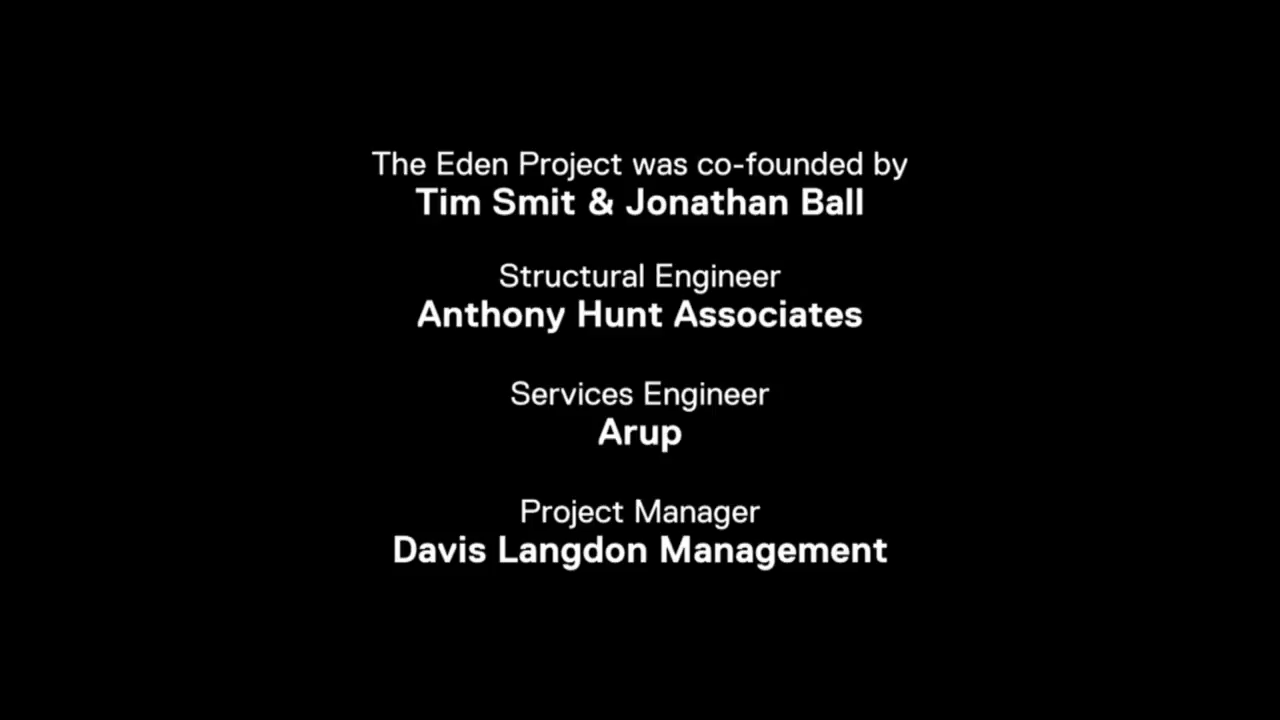 The Eden Project was co-founded by
Tim Smit & Jonathan Ball
Structural Engineer
Anthony Hunt Associates
Services Engineer
Arup
Project Manager
Davis Langdon Management